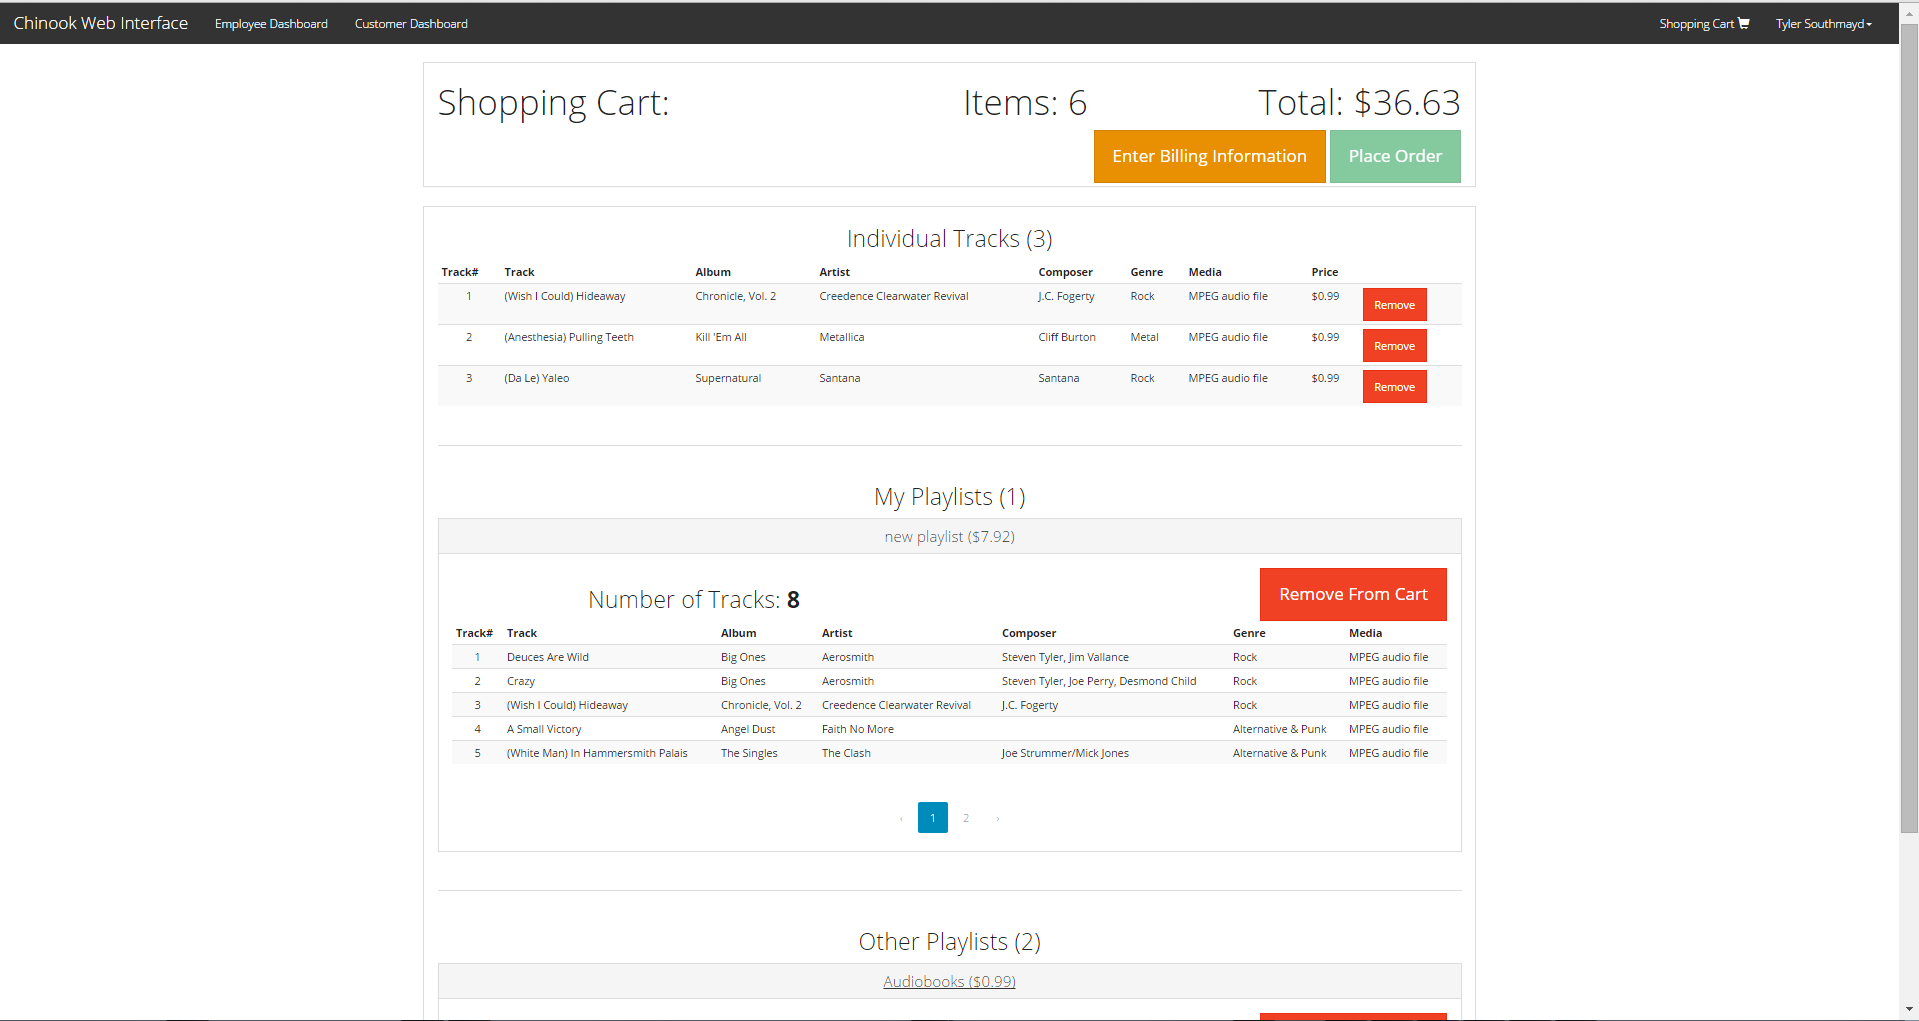 Chinook Web Interface Employee Dashboard Customer Dashboard Shopping Cart Tyler Southmayd
Shopping Cart: Items: 6 Total: $36.63
Enter Billing Information Place Order
Individual Tracks (3)
Track# Track Album Artist Composer Genre Media Price
1 (Wish I Could) Hideaway Chronicle, Vol. 2 Creedence Clearwater Revival J.C. Fogerty Rock MPEG audio file $0.99 Remove
2 (Anesthesia) Pulling Teeth Kill 'Em All Metallica Cliff Burton Metal MPEG audio file $0.99 Remove
3 (Da Le) Yaleo Supernatural Santana Santana Rock MPEG audio file $0.99 Remove
My Playlists (1)
new playlist ($7.92)
Number of Tracks: 8 Remove From Cart
Track# Track Album Artist Composer Genre Media
1 Deuces Are Wild Big Ones Aerosmith Steven Tyler, Jim Vallance Rock MPEG audio file
2 Crazy Big Ones Aerosmith Steven Tyler, Joe Perry, Desmond Child Rock MPEG audio file
3 (Wish I Could) Hideaway Chronicle, Vol. 2 Creedence Clearwater Revival J.C. Fogerty Rock MPEG audio file
4 A Small Victory Angel Dust Faith No More Alternative & Punk MPEG audio file
5 (White Man) In Hammersmith Palais The Singles The Clash Joe Strummer/Mick Jones Alternative & Punk MPEG audio file
‹ 1 2 ›
Other Playlists (2)
Audiobooks ($0.99)